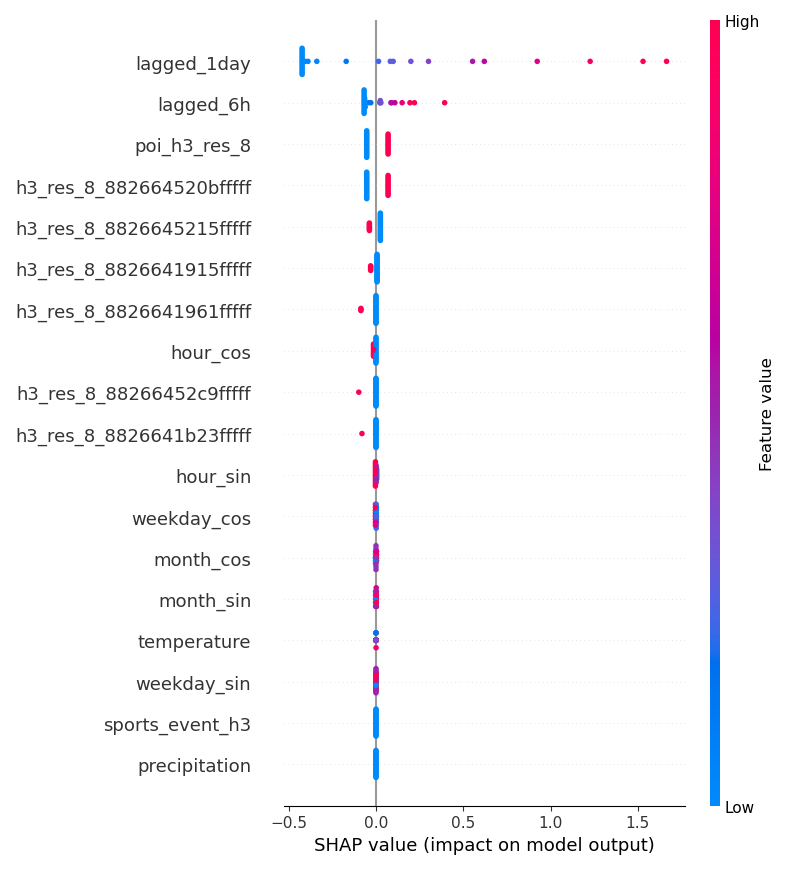 High
lagged_1day
lagged_6h
poi_h3_res_8
h3_res_8_882664520bfffff
h3_res_8_8826645215fffff
h3_res_8_8826641915fffff
h3_res_8_8826641961fffff
hour_cos
h3_res_8_88266452c9fffff
h3_res_8_8826641b23fffff
hour_sin
weekday_cos
month_cos
month_sin
temperature
weekday_sin
sports_event_h3
precipitation
Feature value
Low
−0.5 0.0 0.5 1.0 1.5
SHAP value (impact on model output)